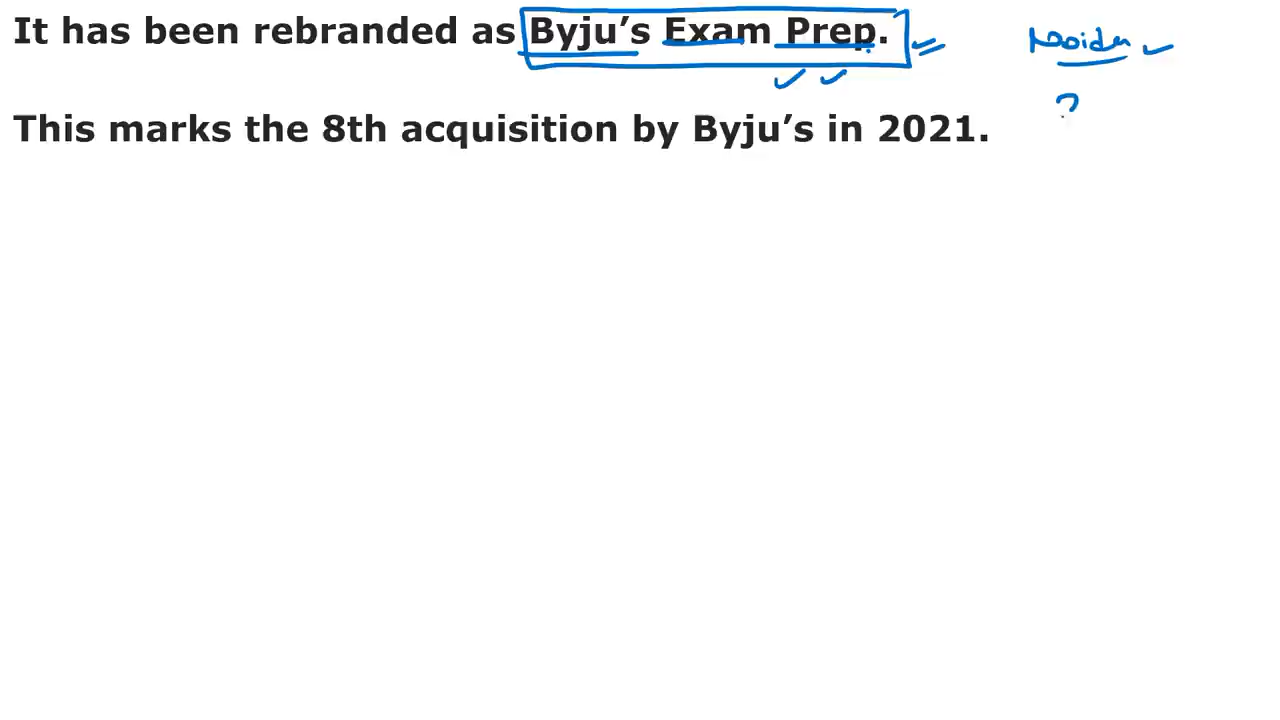 It has been rebranded as Byju’s Exam Prep. Noida
?
This marks the 8th acquisition by Byju’s in 2021.